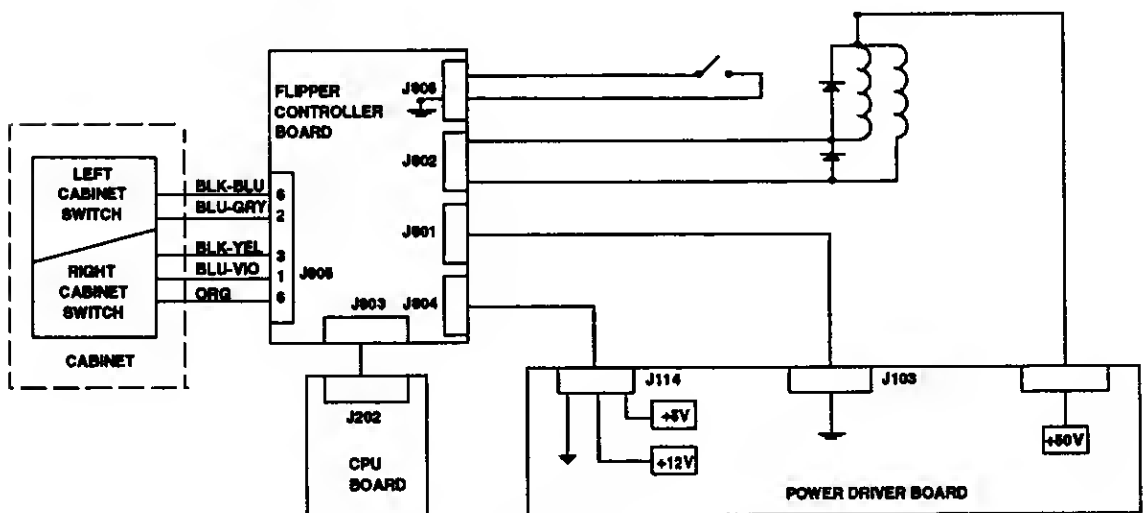 FLIPPER
CONTROLLER
BOARD
J906
J902
J901
J904
J903
J905
LEFT
CABINET
SWITCH
RIGHT
CABINET
SWITCH
CABINET
BLK-BLU 5
BLU-GRY 2
BLK-YEL 3
BLU-VIO 1
ORG 6
J202
CPU
BOARD
J114
J103
+5V
+12V
+50V
POWER DRIVER BOARD